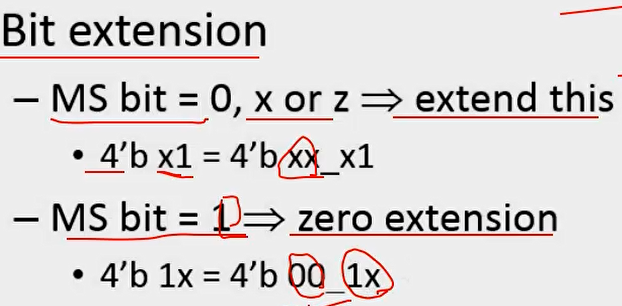 Bit extension
– MS bit = 0, x or z ⇒ extend this
• 4’b x1 = 4’b xx_x1
– MS bit = 1 ⇒ zero extension
• 4’b 1x = 4’b 00_1x